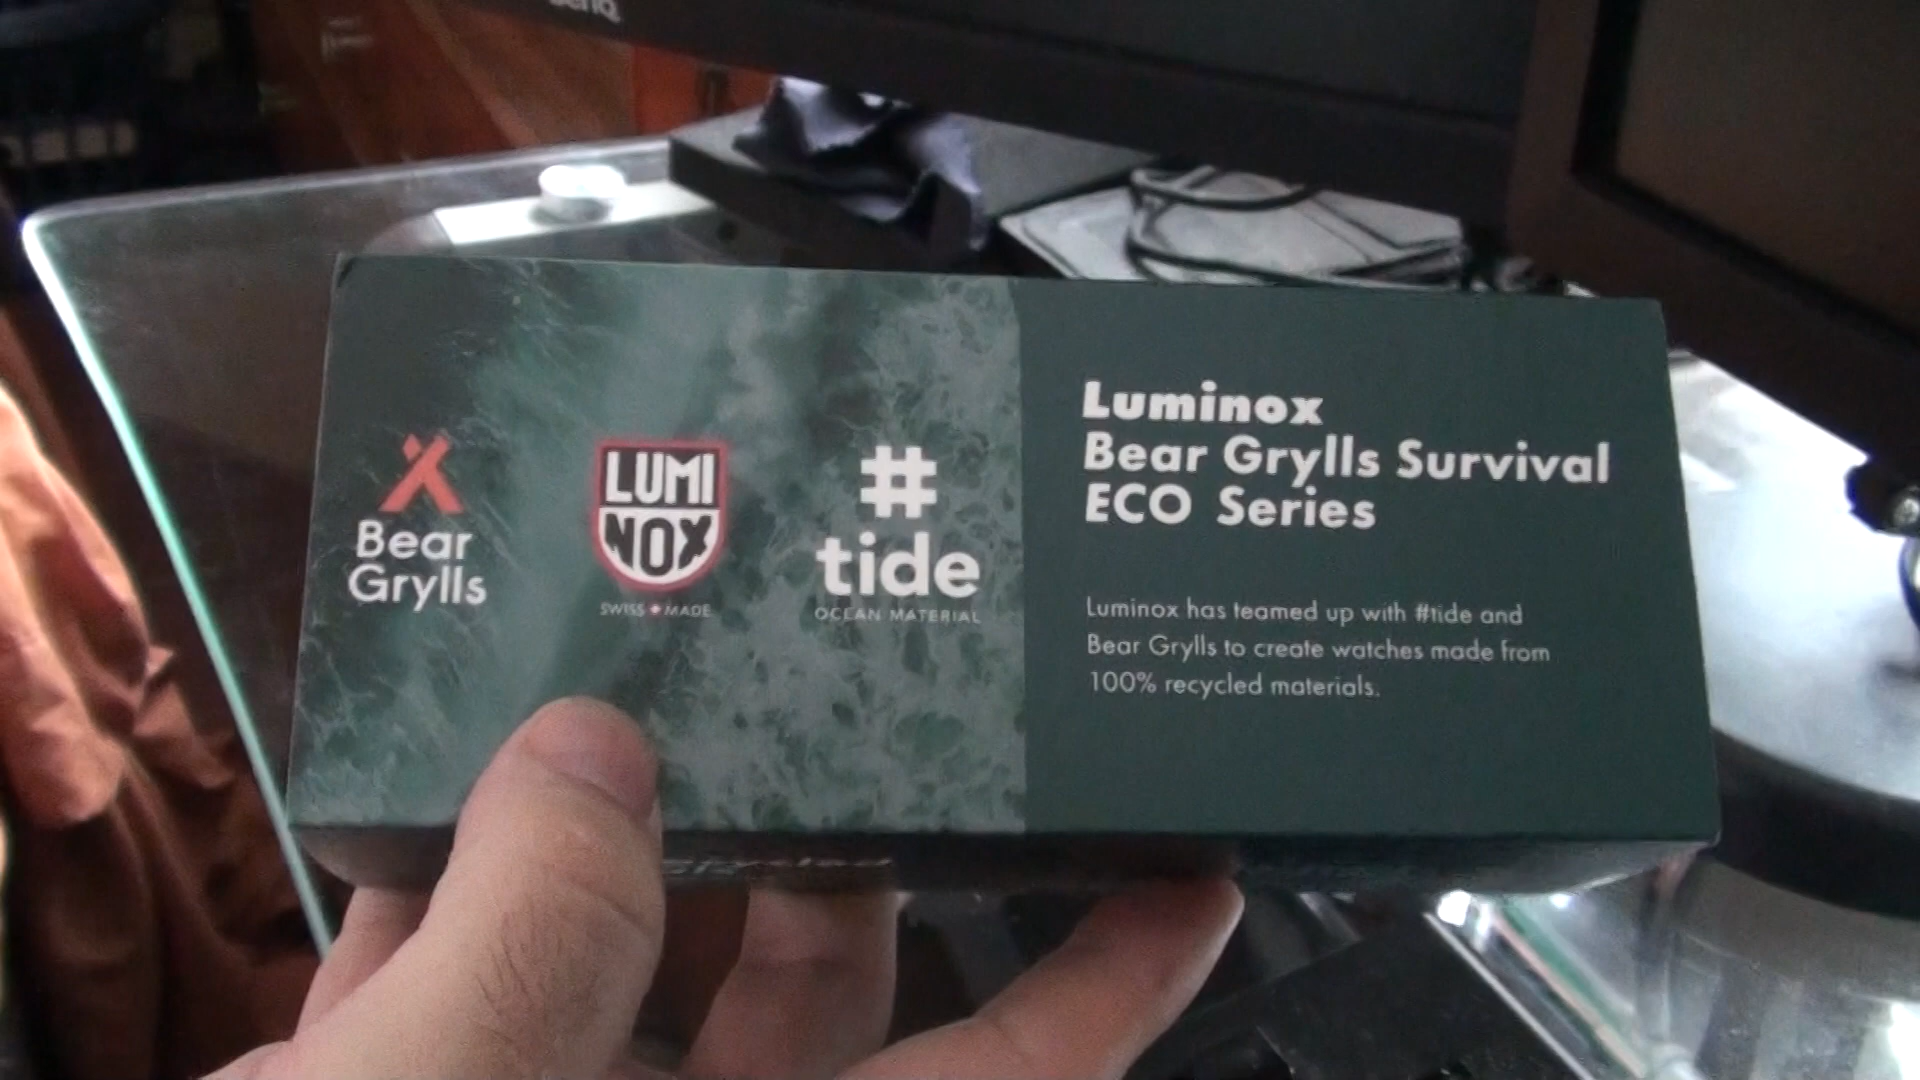 BenQ
Bear
Grylls
LUMI
NOX
SWISS MADE
#
tide
OCEAN MATERIAL
Luminox
Bear Grylls Survival
ECO Series
Luminox has teamed up with #tide and
Bear Grylls to create watches made from
100% recycled materials.